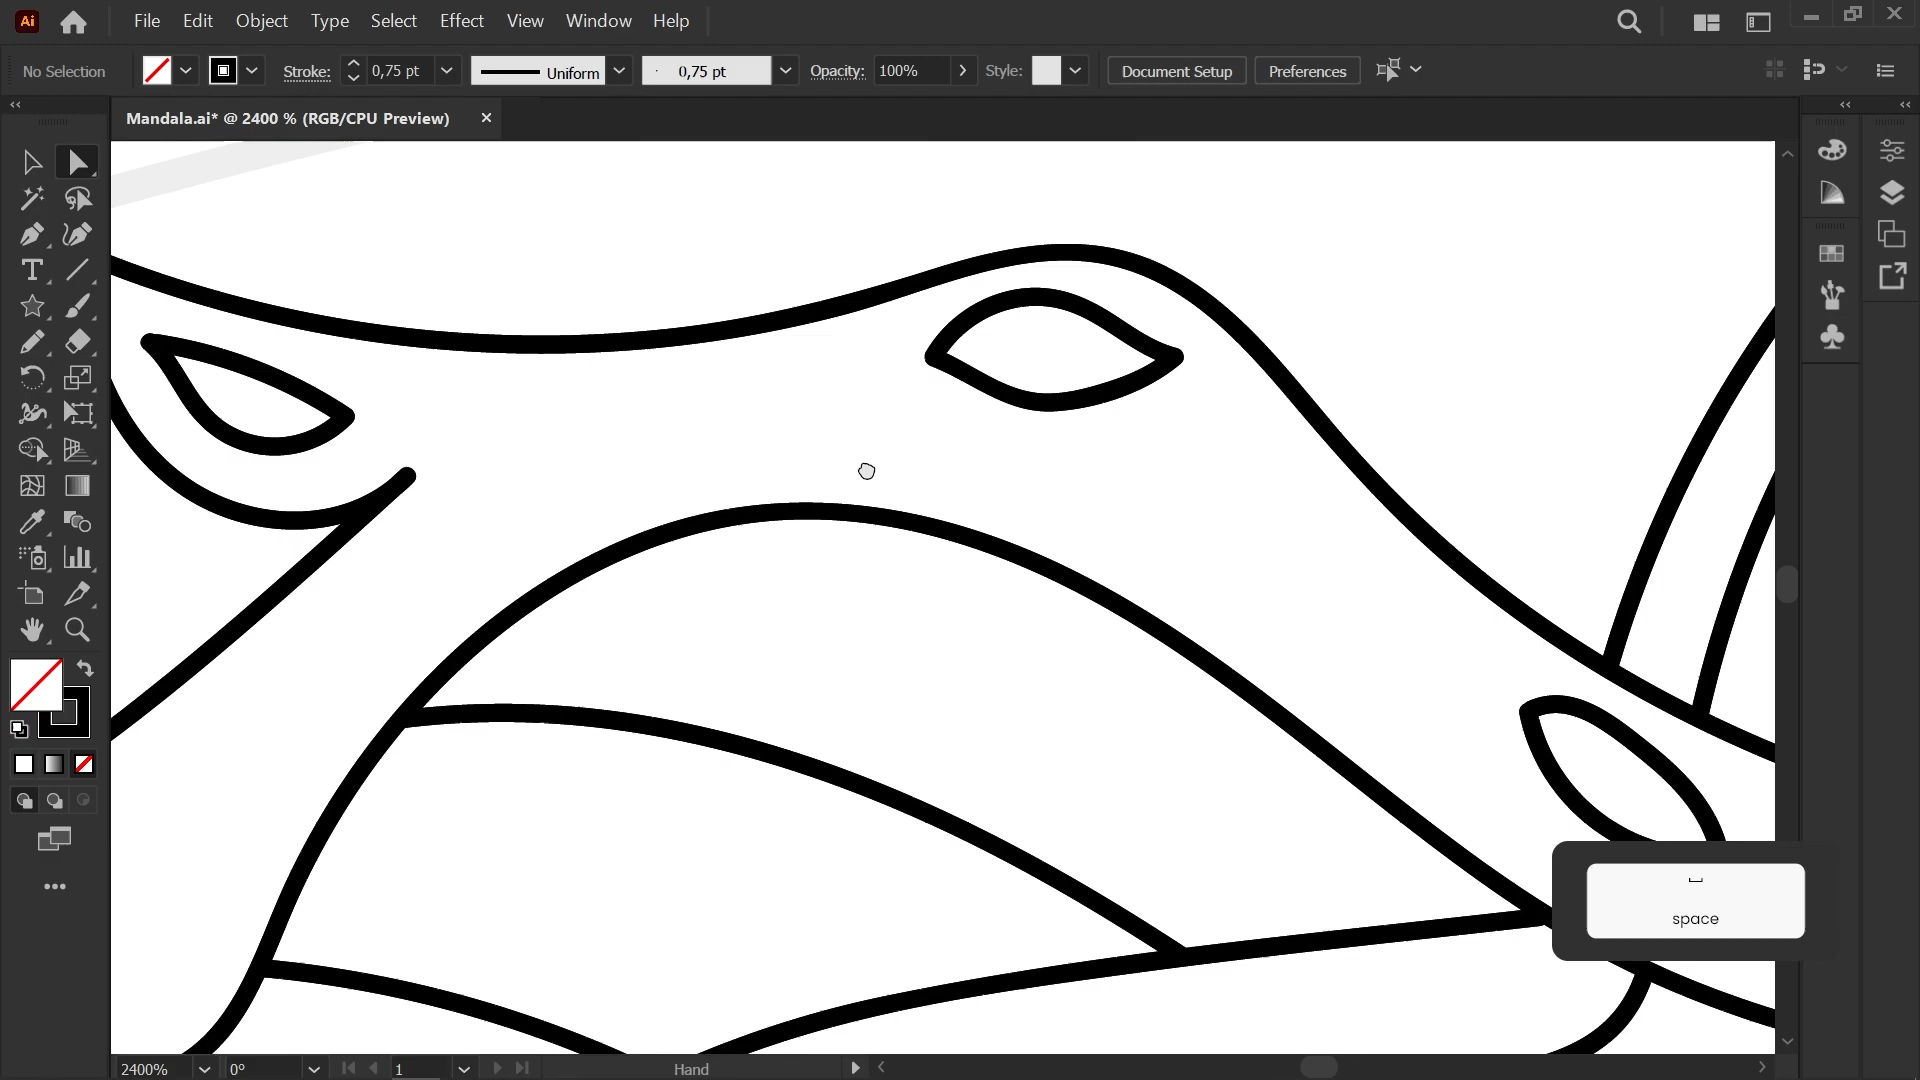 Ai File Edit Object Type Select Effect View Window Help
No Selection Stroke: 0,75 pt Uniform 0,75 pt Opacity: 100% Style: Document Setup Preferences
Mandala.ai* @ 2400 % (RGB/CPU Preview)
space
2400% 0° 1 Hand